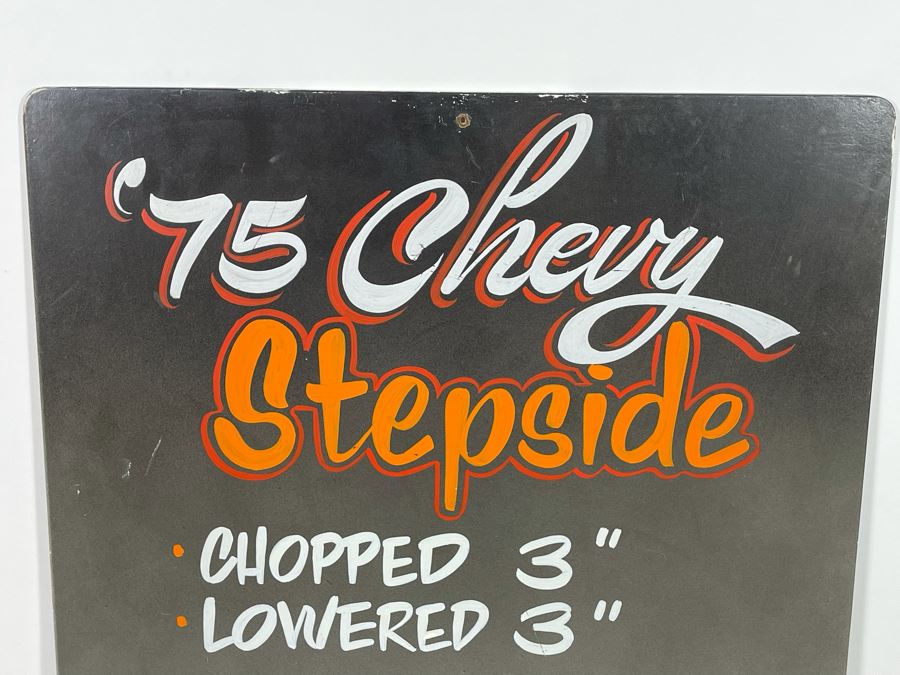 '75 Chevy
Stepside
• CHOPPED 3"
• LOWERED 3"